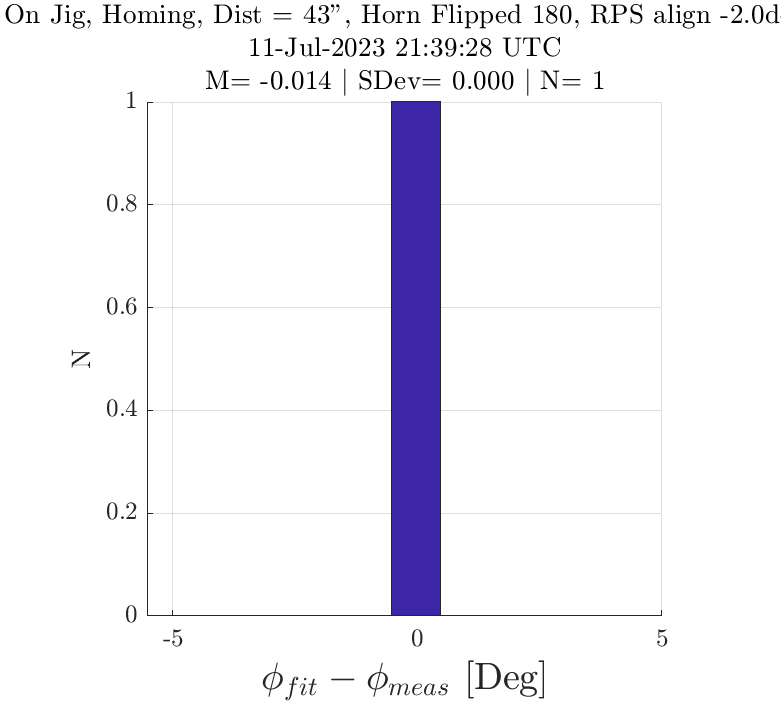 On Jig, Homing, Dist = 43”, Horn Flipped 180, RPS align -2.0d
11-Jul-2023 21:39:28 UTC
M= -0.014 | SDev= 0.000 | N= 1
1
0.8
0.6
0.4
0.2
0
N
-5 0 5
ϕfit − ϕmeas [Deg]